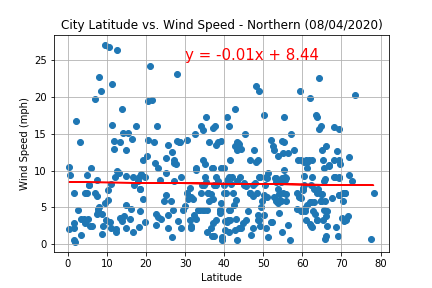 City Latitude vs. Wind Speed - Northern (08/04/2020)
y = -0.01x + 8.44
25
20
15
10
5
0
Wind Speed (mph)
0 10 20 30 40 50 60 70 80
Latitude